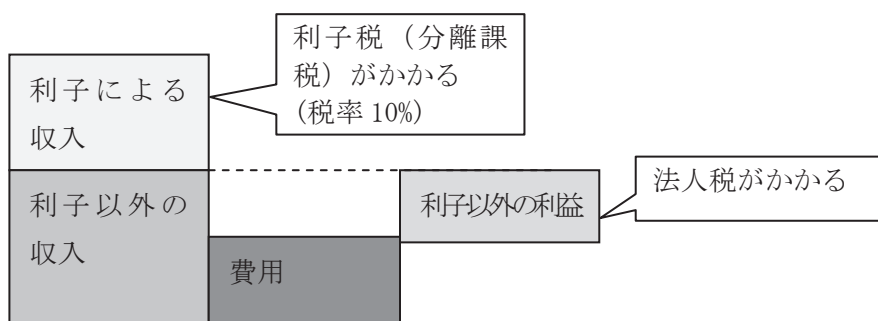 利子税（分離課
税）がかかる
(税率 10%)
利子による
収入
法人税がかかる
利子以外の
収入
利子以外の利益
費用